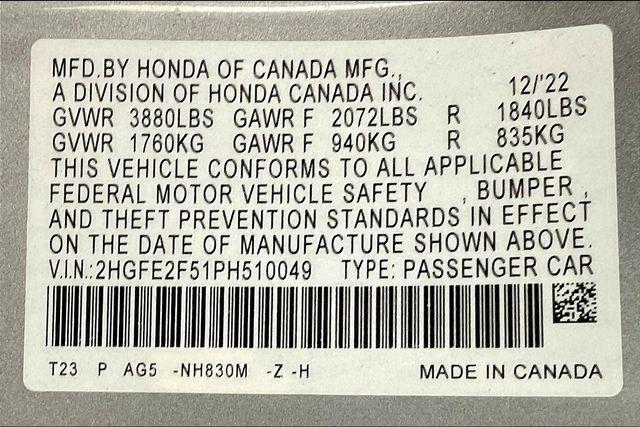 MFD.BY HONDA OF CANADA MFG.,
A DIVISION OF HONDA CANADA INC. 12/'22
GVWR 3880LBS GAWR F 2072LBS R 1840LBS
GVWR 1760KG GAWR F 940KG R 835KG
THIS VEHICLE CONFORMS TO ALL APPLICABLE
FEDERAL MOTOR VEHICLE SAFETY , BUMPER ,
AND THEFT PREVENTION STANDARDS IN EFFECT
ON THE DATE OF MANUFACTURE SHOWN ABOVE.
V.I.N.:2HGFE2F51PH510049 TYPE: PASSENGER CAR
T23 P AG5 -NH830M -Z -H MADE IN CANADA